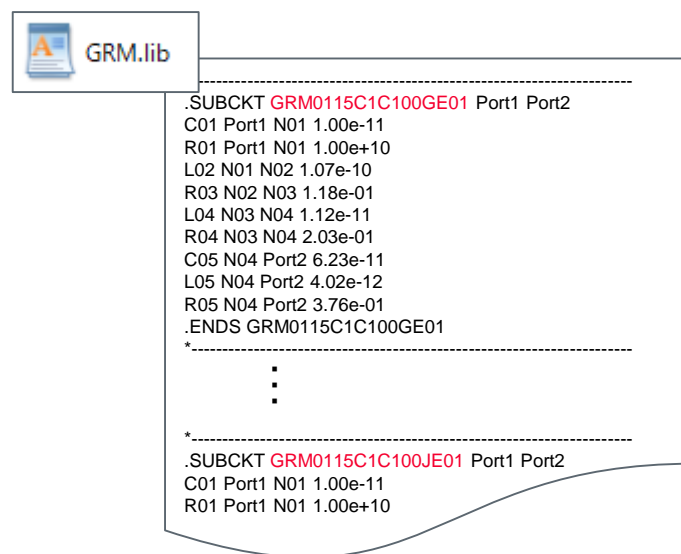 GRM.lib
*-----------------------------------------------------------------------
.SUBCKT GRM0115C1C100GE01 Port1 Port2
C01 Port1 N01 1.00e-11
R01 Port1 N01 1.00e+10
L02 N01 N02 1.07e-10
R03 N02 N03 1.18e-01
L04 N03 N04 1.12e-11
R04 N03 N04 2.03e-01
C05 N04 Port2 6.23e-11
L05 N04 Port2 4.02e-12
R05 N04 Port2 3.76e-01
.ENDS GRM0115C1C100GE01
*-----------------------------------------------------------------------
*-----------------------------------------------------------------------
.SUBCKT GRM0115C1C100JE01 Port1 Port2
C01 Port1 N01 1.00e-11
R01 Port1 N01 1.00e+10